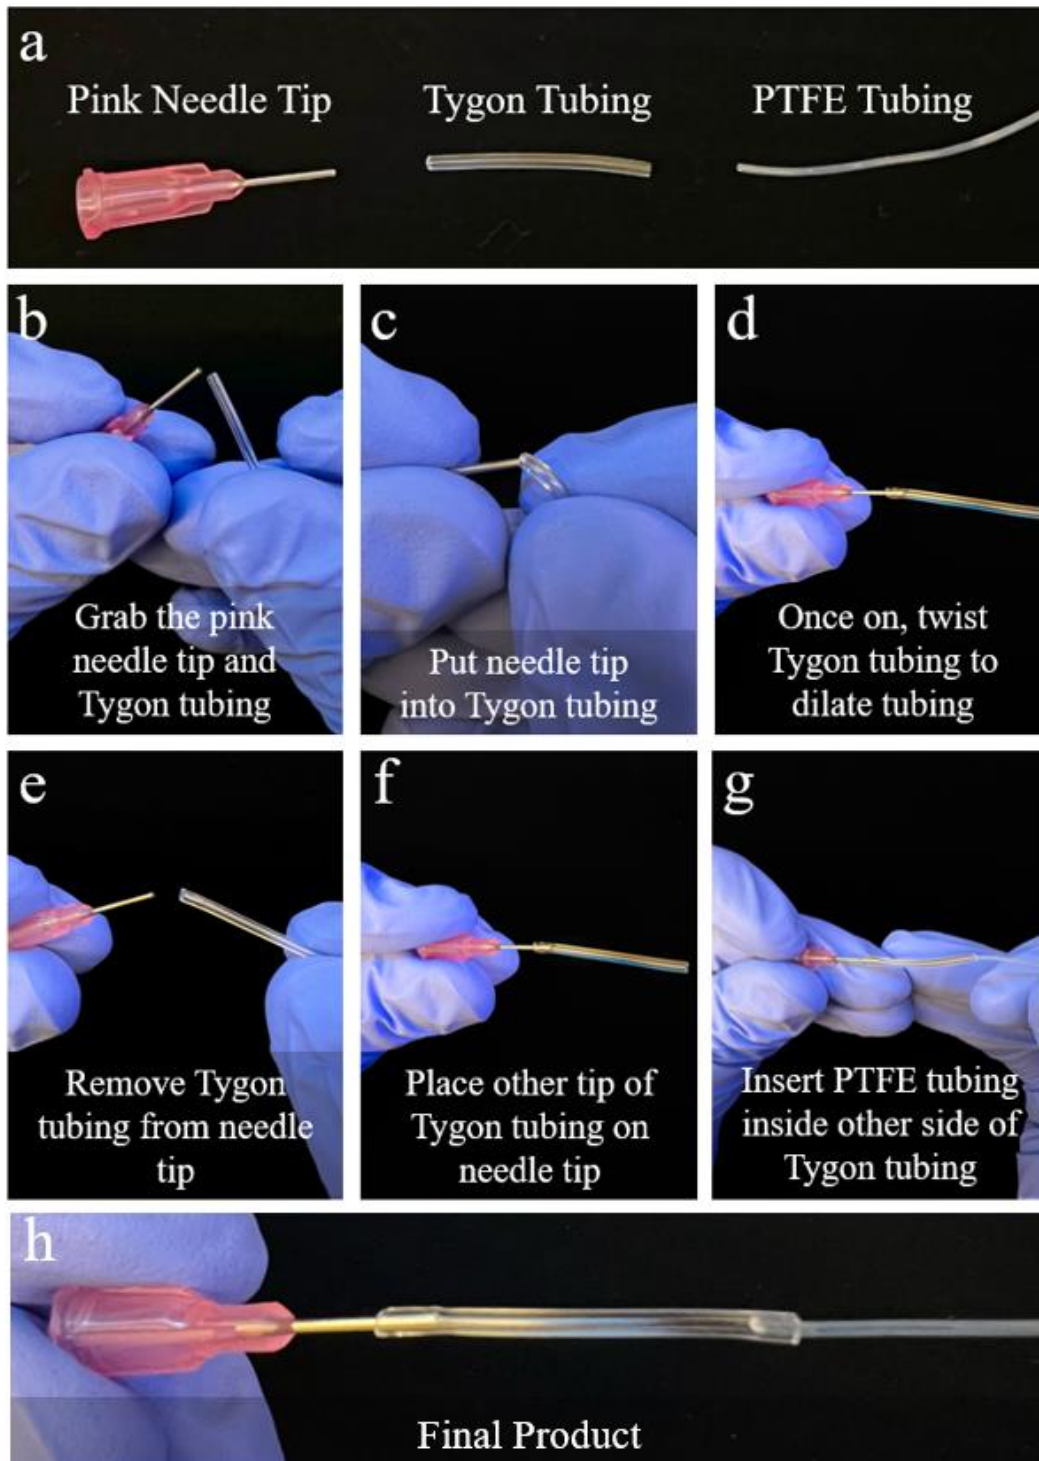 a
Pink Needle Tip
Tygon Tubing
PTFE Tubing
b
Grab the pink
needle tip and
Tygon tubing
c
Put needle tip
into Tygon tubing
d
Once on, twist
Tygon tubing to
dilate tubing
e
Remove Tygon
tubing from needle
tip
f
Place other tip of
Tygon tubing on
needle tip
g
Insert PTFE tubing
inside other side of
Tygon tubing
h
Final Product